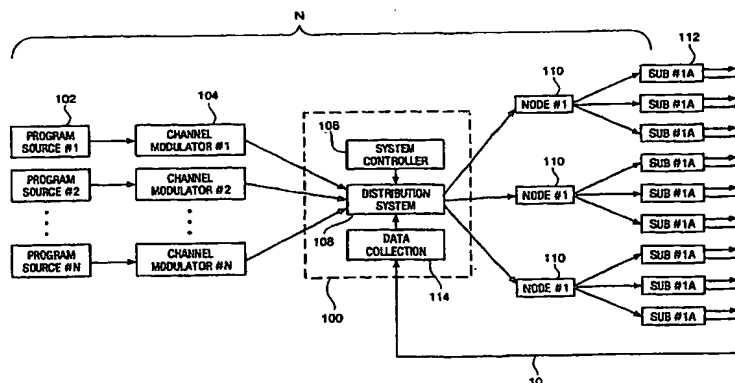 N
102
104
106
110
112
PROGRAM
SOURCE #1
CHANNEL
MODULATOR #1
SYSTEM
CONTROLLER
NODE #1
SUB #1A
SUB #1A
SUB #1A
PROGRAM
SOURCE #2
CHANNEL
MODULATOR #2
DISTRIBUTION
SYSTEM
108
110
NODE #1
SUB #1A
SUB #1A
SUB #1A
PROGRAM
SOURCE #N
CHANNEL
MODULATOR #N
DATA
COLLECTION
114
100
110
NODE #1
SUB #1A
SUB #1A
SUB #1A
10